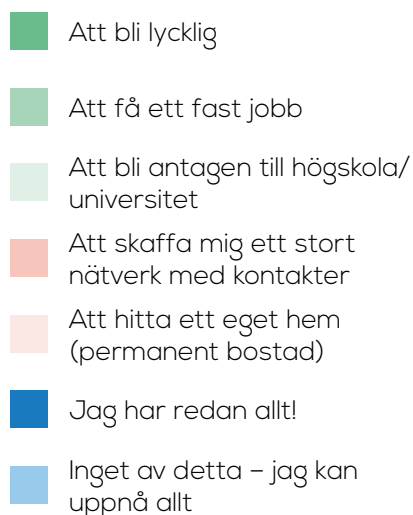 Att bli lycklig
Att få ett fast jobb
Att bli antagen till högskola/
universitet
Att skaffa mig ett stort
nätverk med kontakter
Att hitta ett eget hem
(permanent bostad)
Jag har redan allt!
Inget av detta – jag kan
uppnå allt